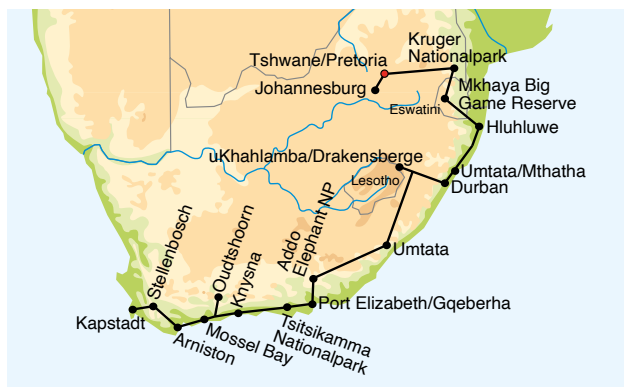 Kruger
Nationalpark
Tshwane/Pretoria
Johannesburg
Mkhaya Big
Game Reserve
Eswatini
Hluhluwe
uKhahlamba/Drakensberge
Umtata/Mthatha
Lesotho
Durban
Umtata
Addo
Elephant NP
Stellenbosch
Oudtshoorn
Knysna
Port Elizabeth/Gqeberha
Kapstadt
Arniston
Mossel Bay
Tsitsikamma
Nationalpark